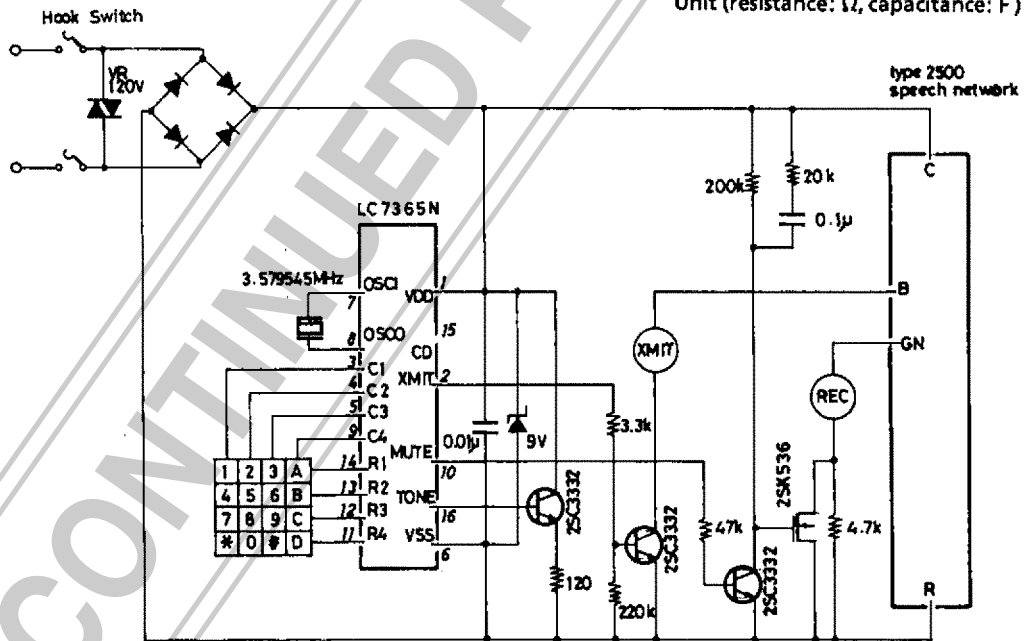 Unit (resistance: Ω, capacitance: F)
Hook Switch
VR
120V
type 2500
speech network
C
200k
20k
0.1μ
LC7365N
3.579545MHz
OSCI
7
VDD
1
B
8
OSCO
15
CD
GN
XMIT
3
C1
XMIT
2
4
C2
REC
5
C3
3.3k
9
C4
0.01μ
9V
MUTE
10
1 2 3 A
14
R1
4 5 6 B
13
R2
TONE
16
7 8 9 C
12
R3
* 0 # D
11
R4
VSS
6
2SC3332
2SC3332
47k
2SK536
4.7k
120
220k
2SC3332
R
CONTINUED P